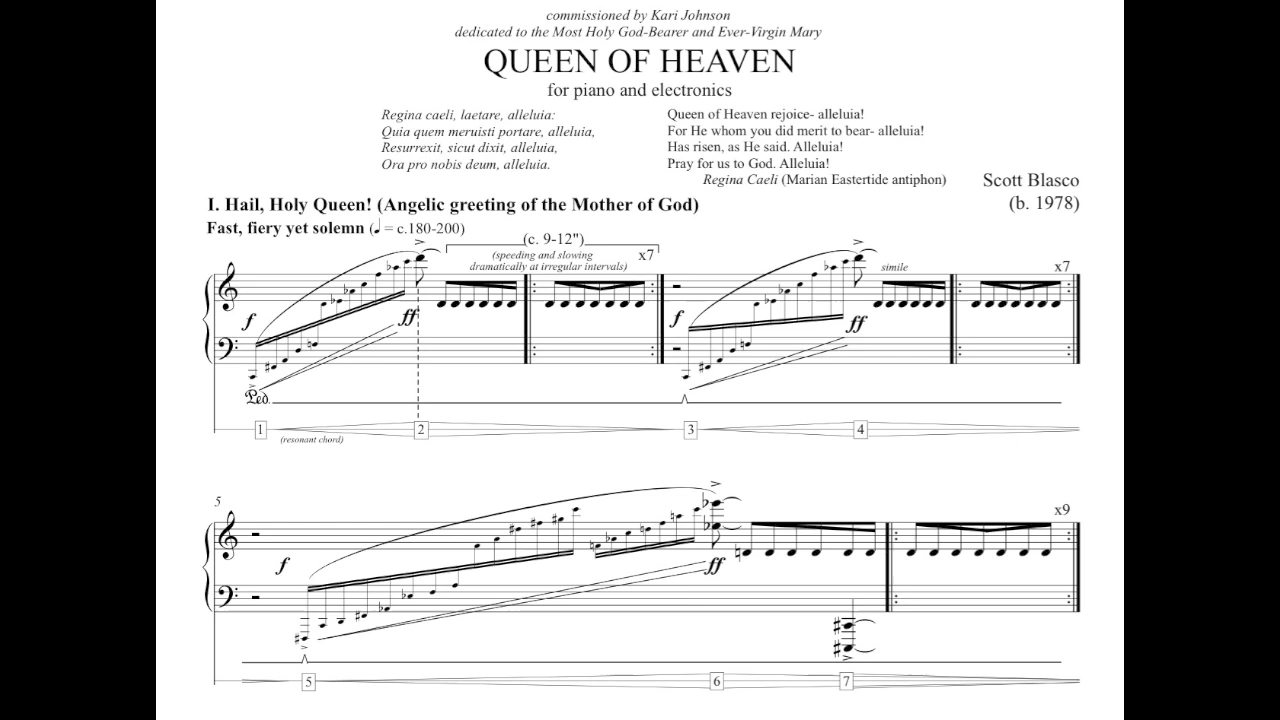 commissioned by Kari Johnson
dedicated to the Most Holy God-Bearer and Ever-Virgin Mary
QUEEN OF HEAVEN
for piano and electronics
Regina caeli, laetare, alleluia:
Quia quem meruisti portare, alleluia,
Resurrexit, sicut dixit, alleluia,
Ora pro nobis deum, alleluia.
Queen of Heaven rejoice- alleluia!
For He whom you did merit to bear- alleluia!
Has risen, as He said. Alleluia!
Pray for us to God. Alleluia!
Regina Caeli (Marian Eastertide antiphon)
Scott Blasco
(b. 1978)
I. Hail, Holy Queen! (Angelic greeting of the Mother of God)
Fast, fiery yet solemn (♩ = c.180-200)
(c. 9-12")
(speeding and slowing
dramatically at irregular intervals)
x7
simile
x7
f
ff
f
ff
Ped.
1
(resonant chord)
2
3
4
5
x9
f
ff
5
6
7